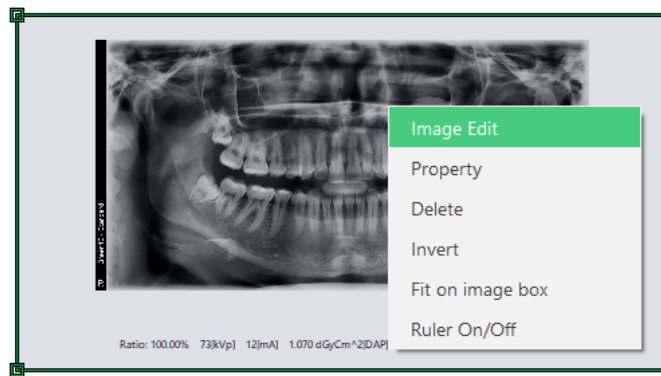 Image Edit
Property
Delete
Invert
Fit on image box
Ruler On/Off
Ratio: 100.00% 73[kVp] 12[mA] 1.070 dGyCm^2[DAP]